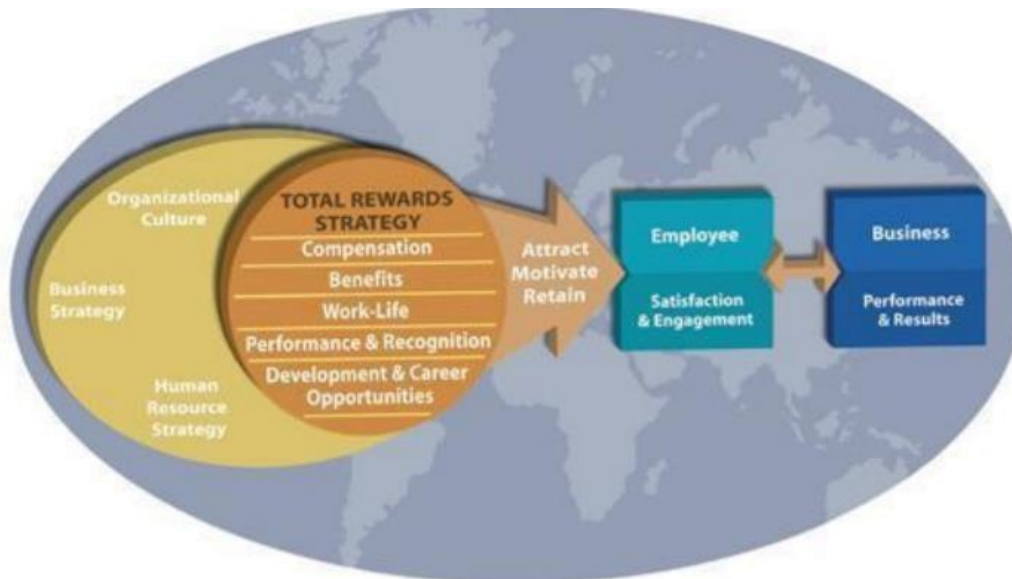 Organizational
Culture
Business
Strategy
Human
Resource
Strategy
TOTAL REWARDS
STRATEGY
Compensation
Benefits
Work-Life
Performance & Recognition
Development & Career
Opportunities
Attract
Motivate
Retain
Employee
Satisfaction
& Engagement
Business
Performance
& Results